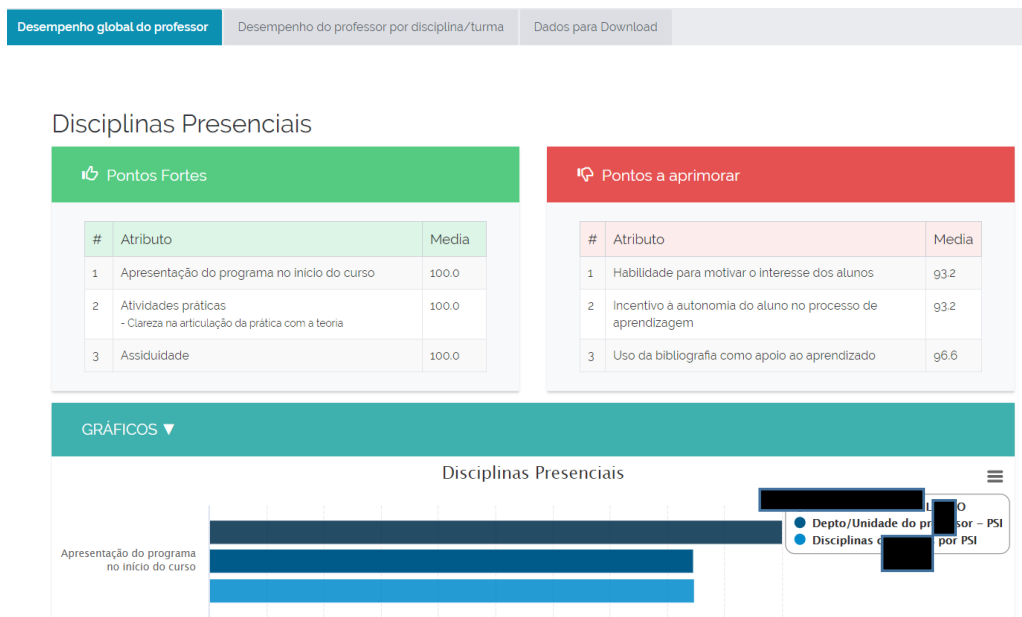 Desempenho global do professor
Desempenho do professor por disciplina/turma
Dados para Download
Disciplinas Presenciais
Pontos Fortes
# Atributo Media
1 Apresentação do programa no início do curso 100.0
2 Atividades práticas 100.0
- Clareza na articulação da prática com a teoria
3 Assiduidade 100.0
Pontos a aprimorar
# Atributo Media
1 Habilidade para motivar o interesse dos alunos 93.2
2 Incentivo à autonomia do aluno no processo de 93.2
aprendizagem
3 Uso da bibliografia como apoio ao aprendizado 96.6
GRÁFICOS ▼
Disciplinas Presenciais
Depto/Unidade do pr sor – PSI
Disciplinas por PSI
Apresentação do programa
no início do curso